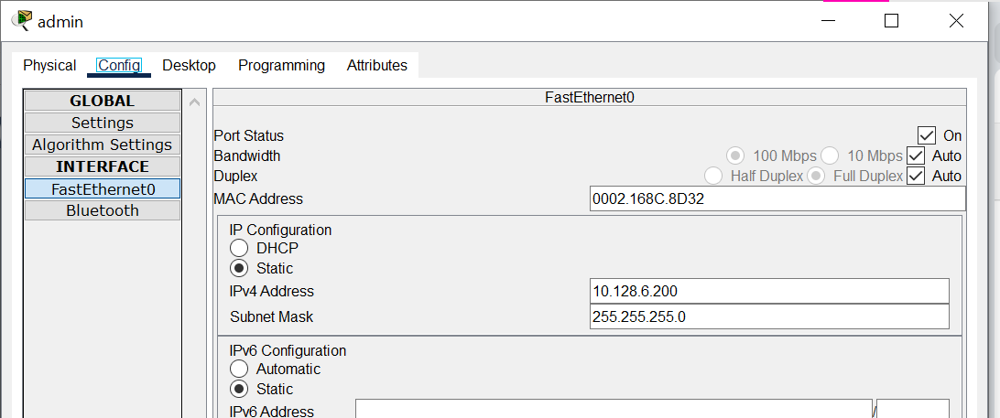 admin
Physical Config Desktop Programming Attributes
GLOBAL
Settings
Algorithm Settings
INTERFACE
FastEthernet0
Bluetooth
FastEthernet0
Port Status On
Bandwidth 100 Mbps 10 Mbps Auto
Duplex Half Duplex Full Duplex Auto
MAC Address 0002.168C.8D32
IP Configuration
DHCP
Static
IPv4 Address 10.128.6.200
Subnet Mask 255.255.255.0
IPv6 Configuration
Automatic
Static
IPv6 Address /